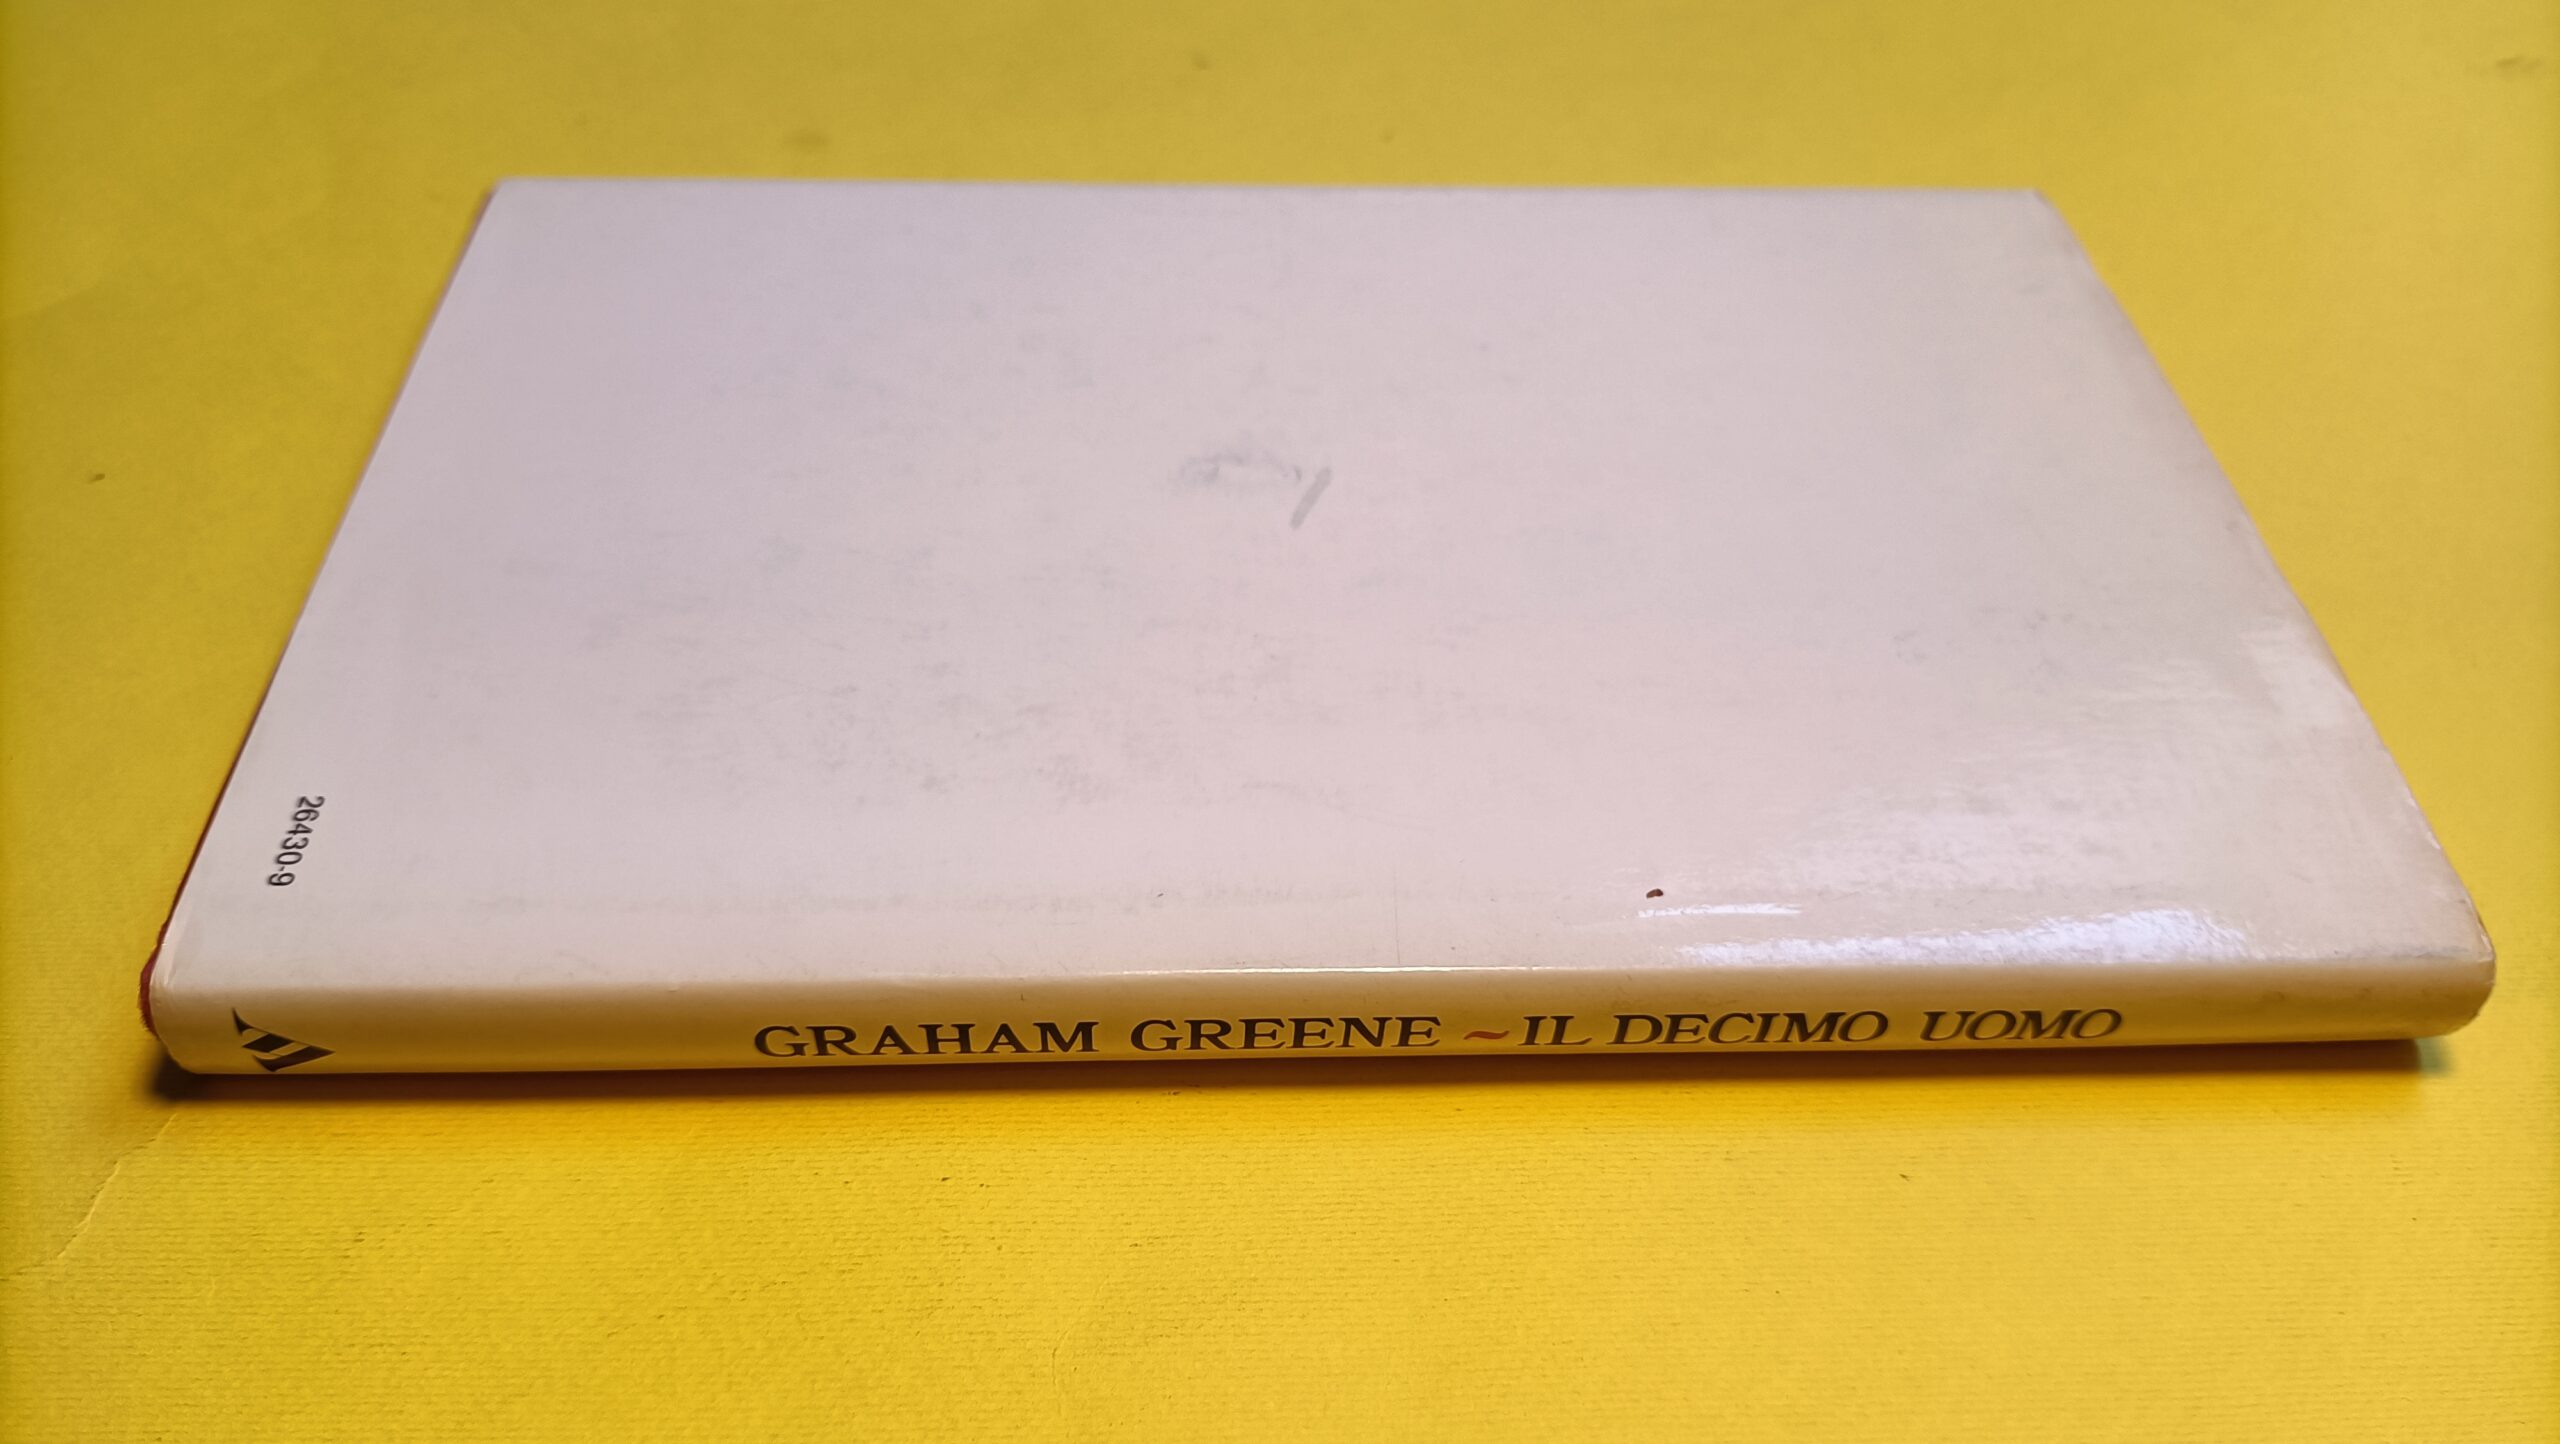 26430-9
GRAHAM GREENE ~ IL DECIMO UOMO